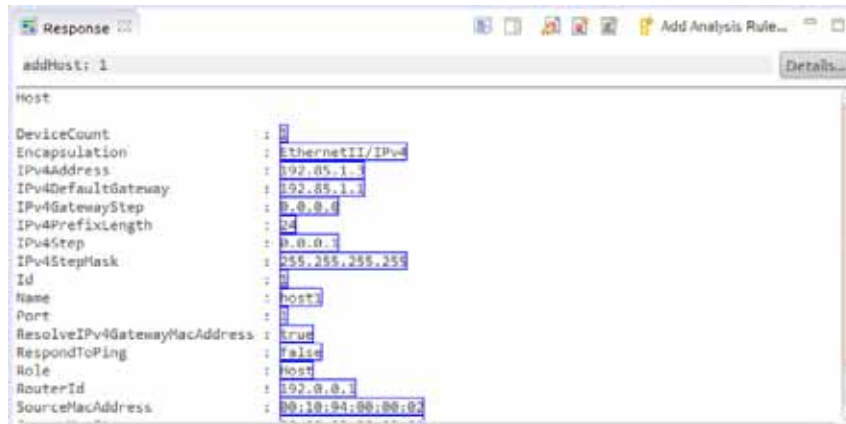 Response
Add Analysis Rule...
addHost: 1
Details...
Host
DeviceCount :
Encapsulation : EthernetII/IPv4
IPv4Address : 192.85.1.3
IPv4DefaultGateway : 192.85.1.1
IPv4GatewayStep : 0.0.0.0
IPv4PrefixLength : 24
IPv4Step : 0.0.0.1
IPv4StepMask : 255.255.255.255
Id :
Name : host1
Port :
ResolveIPv4GatewayMacAddress : true
RespondToPing : false
Role : Host
RouterId : 192.0.0.1
SourceMacAddress : 00:10:94:00:00:02